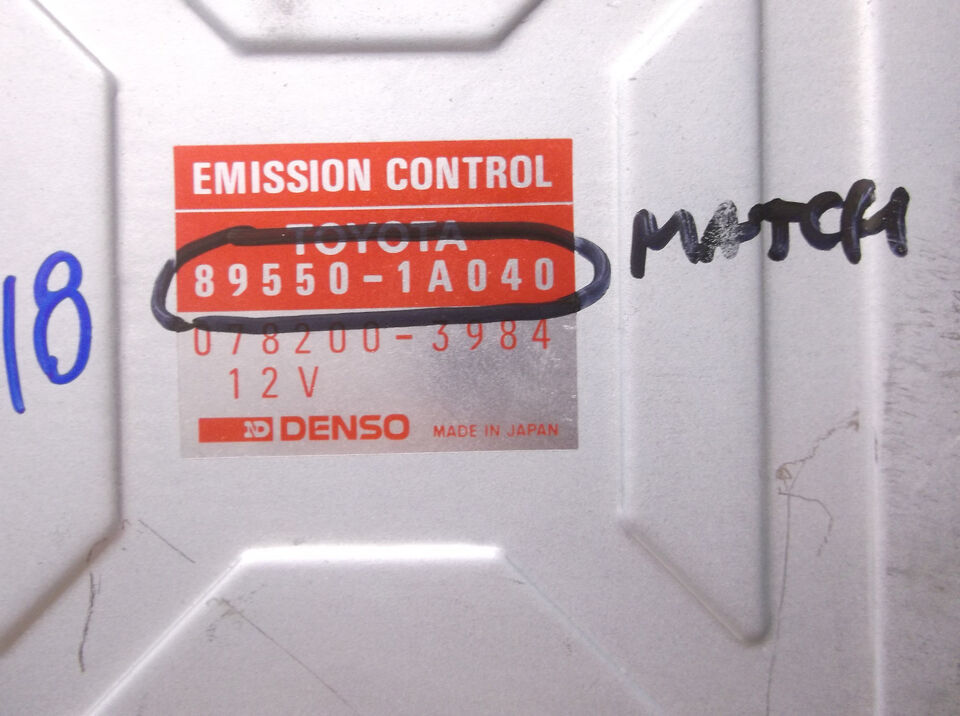 EMISSION CONTROL
TOYOTA
89550-1A040
MATCH
18
078200-3984
12V
ND DENSO MADE IN JAPAN